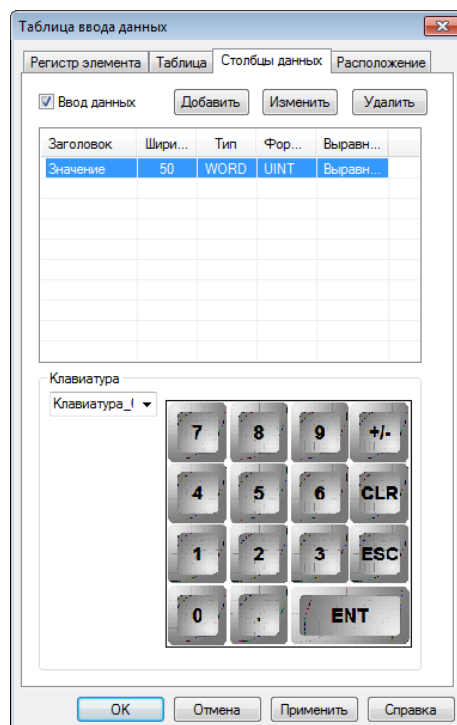 Таблица ввода данных
Регистр элемента Таблица Столбцы данных Расположение
Ввод данных Добавить Изменить Удалить
Заголовок Шири... Тип Фор... Выравн...
Значение 50 WORD UINT Выравн...
Клавиатура
Клавиатура_
7 8 9 +/-
4 5 6 CLR
1 2 3 ESC
0 . ENT
OK Отмена Применить Справка